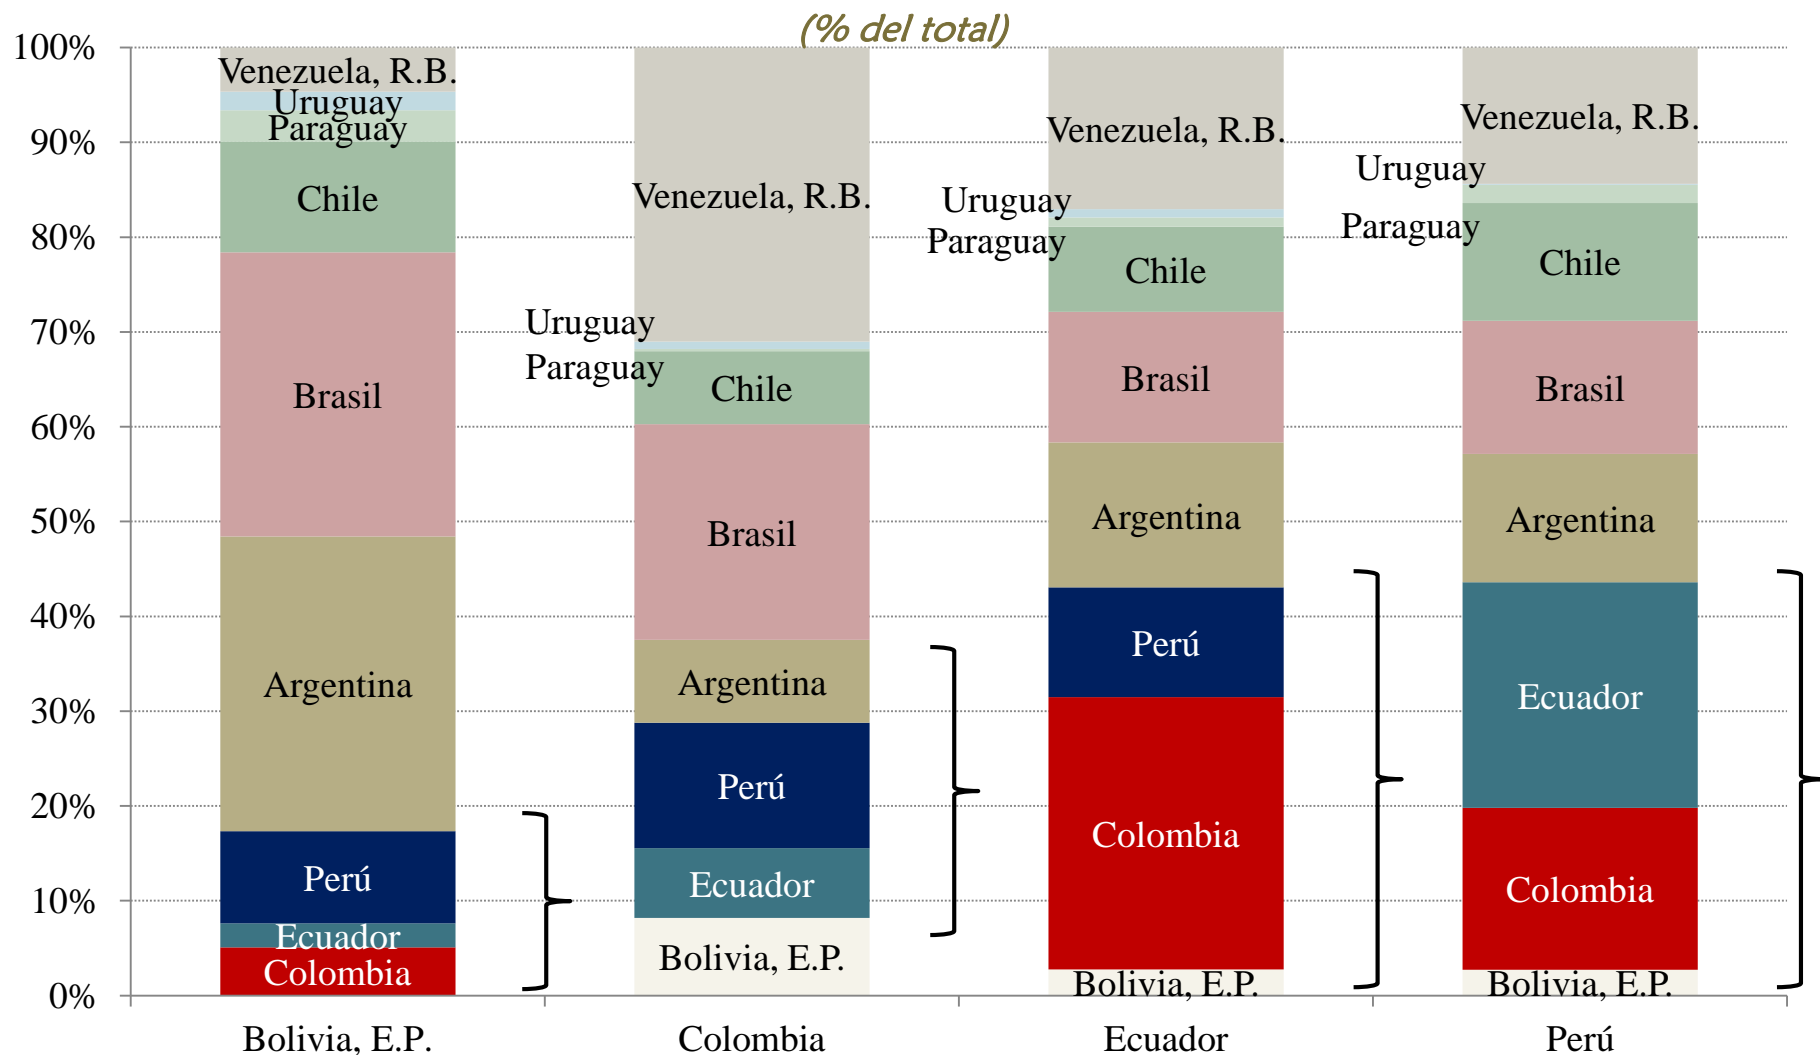 (% del total)
100%
90%
80%
70%
60%
50%
40%
30%
20%
10%
0%
Venezuela, R.B.
Uruguay
Paraguay
Chile
Brasil
Argentina
Perú
Ecuador
Colombia
Bolivia, E.P.
Venezuela, R.B.
Uruguay
Paraguay
Chile
Brasil
Argentina
Perú
Ecuador
Bolivia, E.P.
Colombia
Venezuela, R.B.
Uruguay
Paraguay
Chile
Brasil
Argentina
Perú
Colombia
Bolivia, E.P.
Ecuador
Venezuela, R.B.
Uruguay
Paraguay
Chile
Brasil
Argentina
Ecuador
Colombia
Bolivia, E.P.
Perú